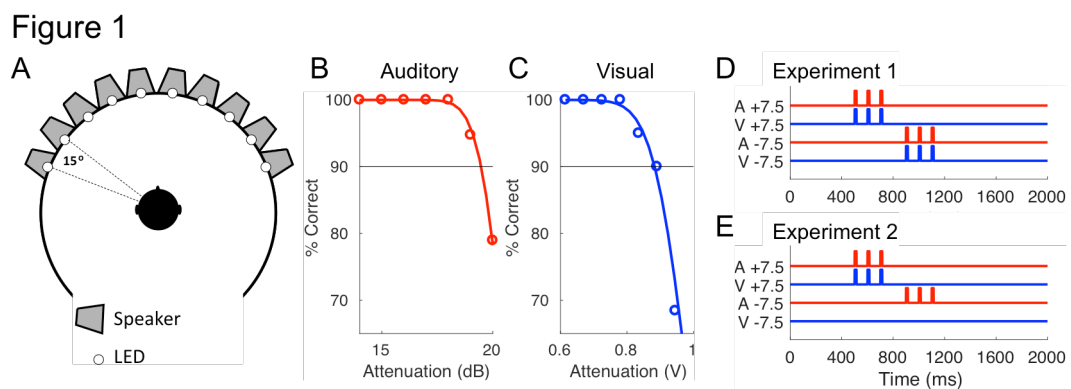 Figure 1
A
15°
Speaker
LED
B
Auditory
100
90
80
70
% Correct
15
20
Attenuation (dB)
C
Visual
100
90
80
70
% Correct
0.6
0.8
1
Attenuation (V)
D
Experiment 1
A +7.5
V +7.5
A -7.5
V -7.5
0
400
800
1200
2000
Time (ms)
E
Experiment 2
A +7.5
V +7.5
A -7.5
V -7.5
0
400
800
1200
2000
Time (ms)